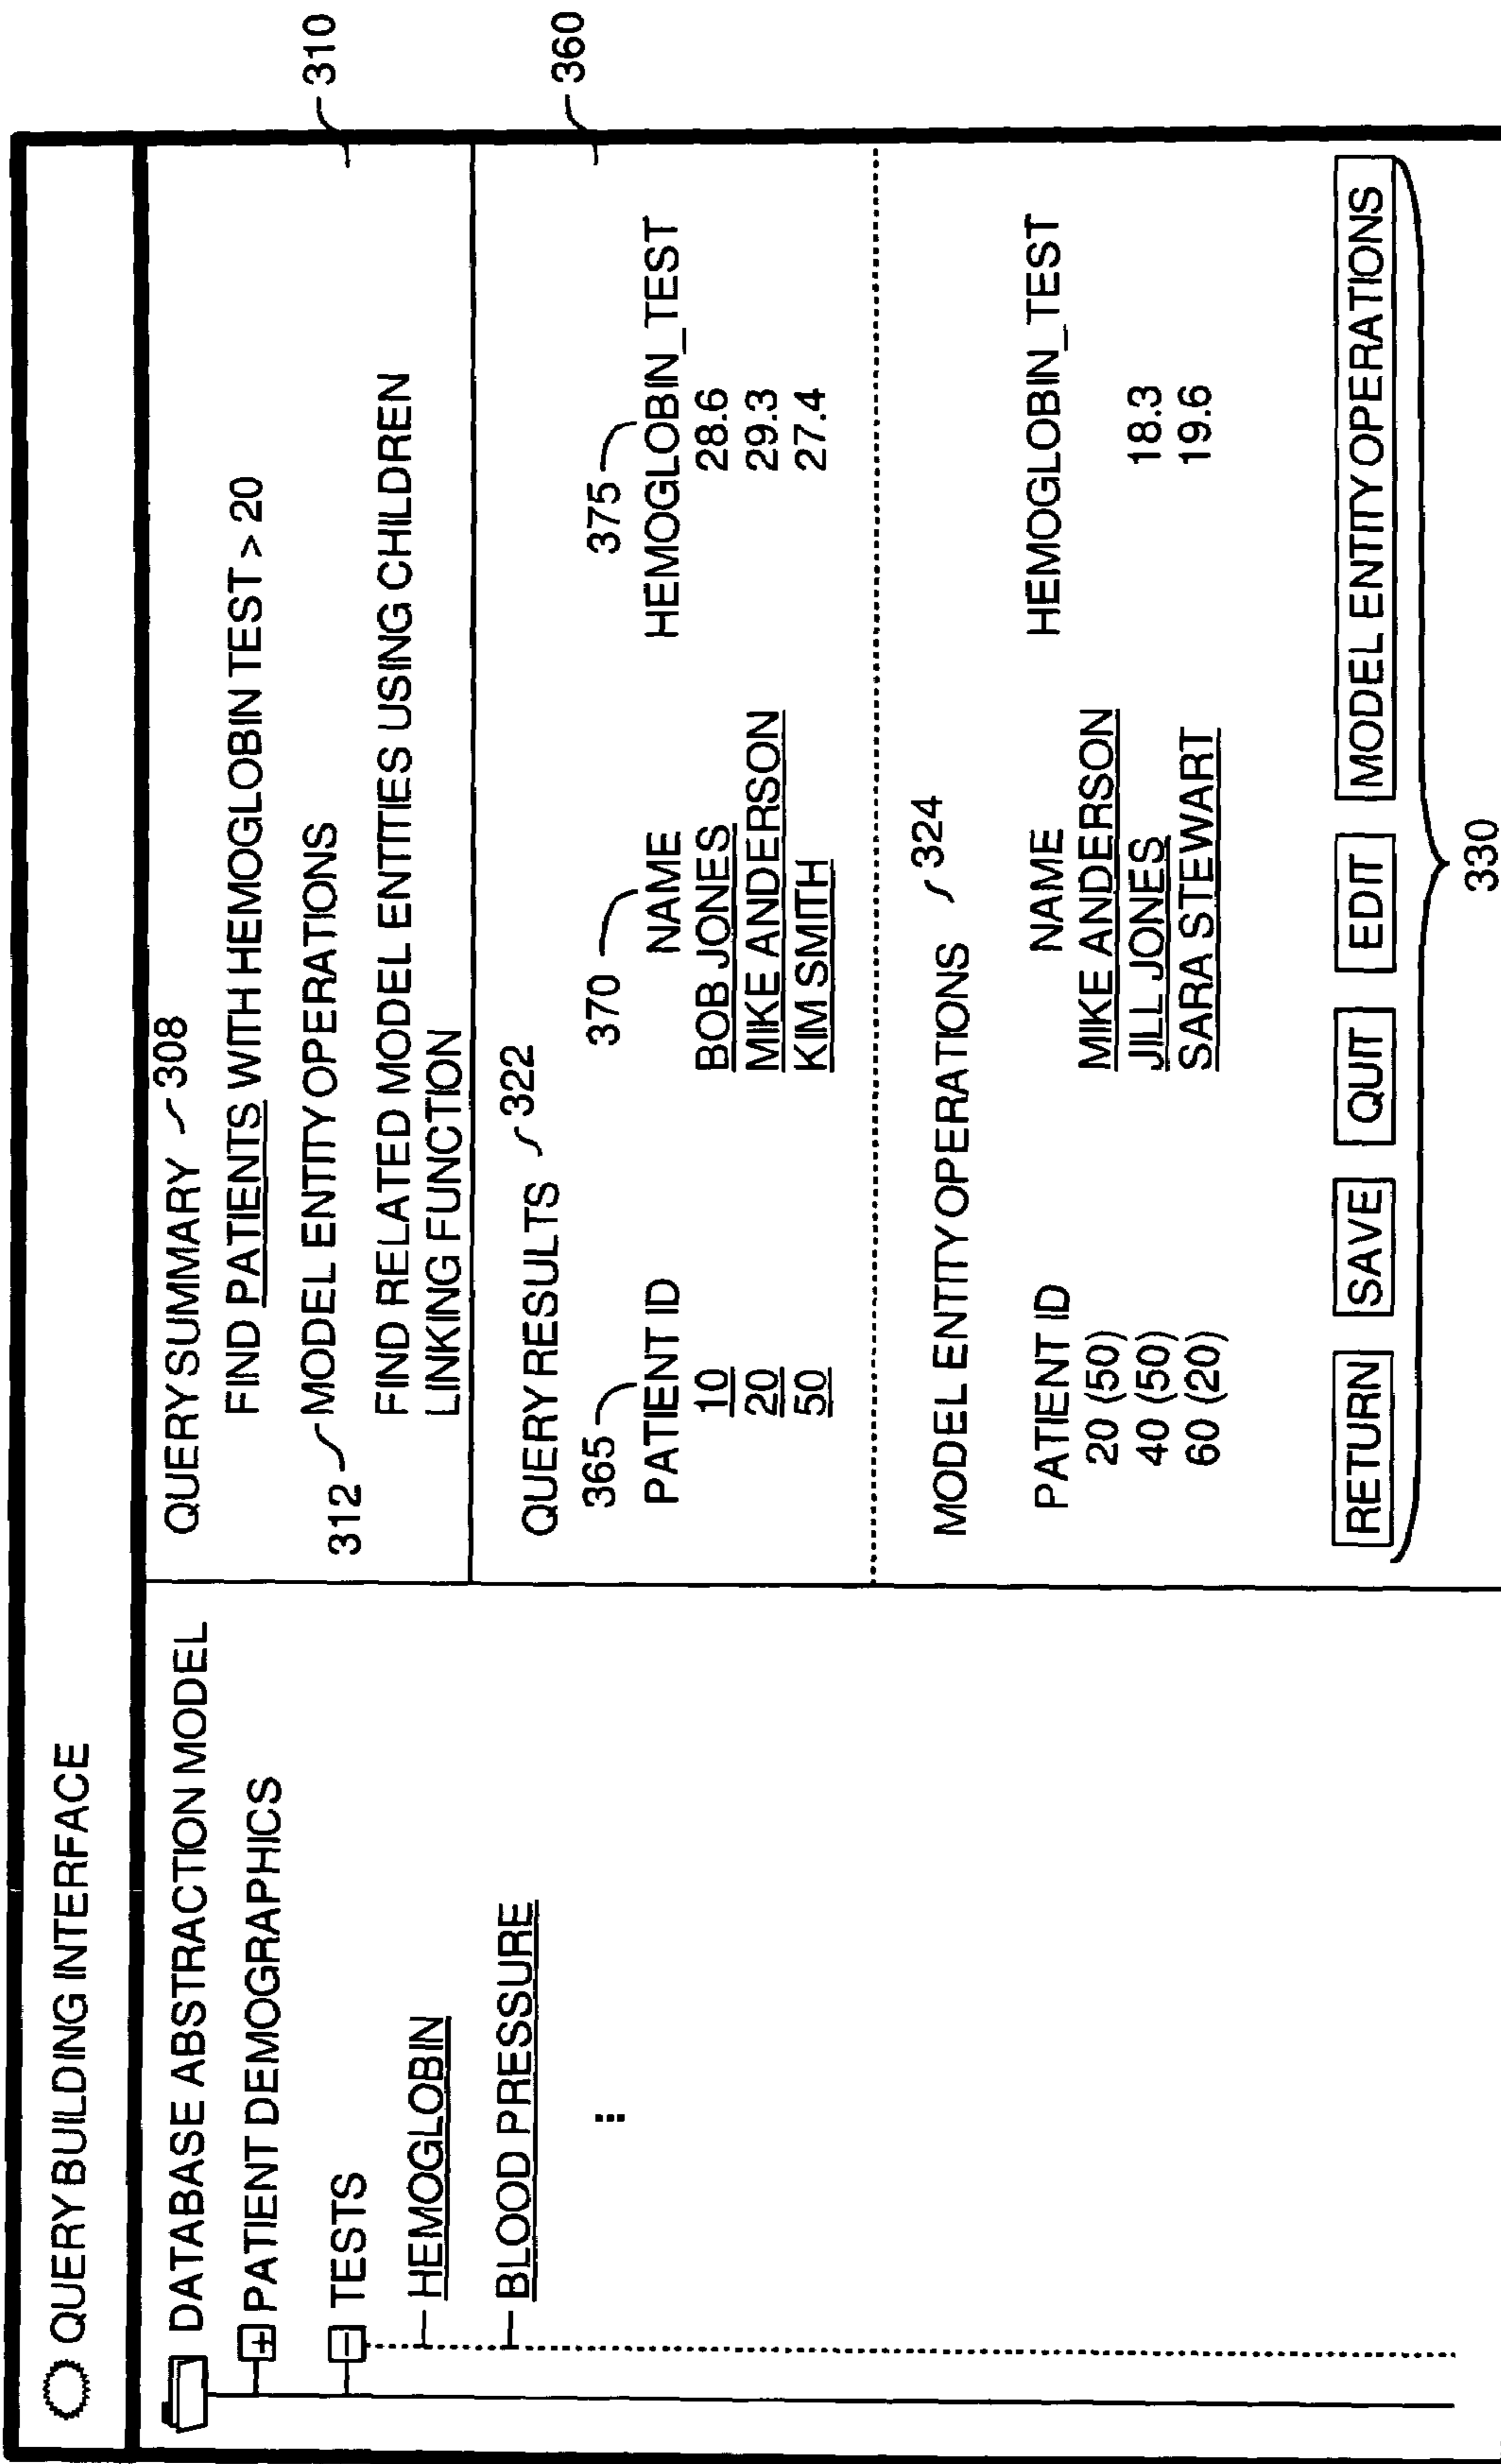 QUERY BUILDING INTERFACE
DATABASE ABSTRACTION MODEL
+ PATIENT DEMOGRAPHICS
- TESTS
HEMOGLOBIN
BLOOD PRESSURE
...
QUERY SUMMARY 308
FIND PATIENTS WITH HEMOGLOBIN TEST > 20
312 MODEL ENTITY OPERATIONS
310
FIND RELATED MODEL ENTITIES USING CHILDREN
LINKING FUNCTION
QUERY RESULTS 322
360
365 370 375
PATIENT ID NAME HEMOGLOBIN_TEST
10 BOB JONES 28.6
20 MIKE ANDERSON 29.3
50 KIM SMITH 27.4
MODEL ENTITY OPERATIONS 324
PATIENT ID NAME HEMOGLOBIN_TEST
20 (50) MIKE ANDERSON
40 (50) JILL JONES 18.3
60 (20) SARA STEWART 19.6
RETURN SAVE QUIT EDIT MODEL ENTITY OPERATIONS
330